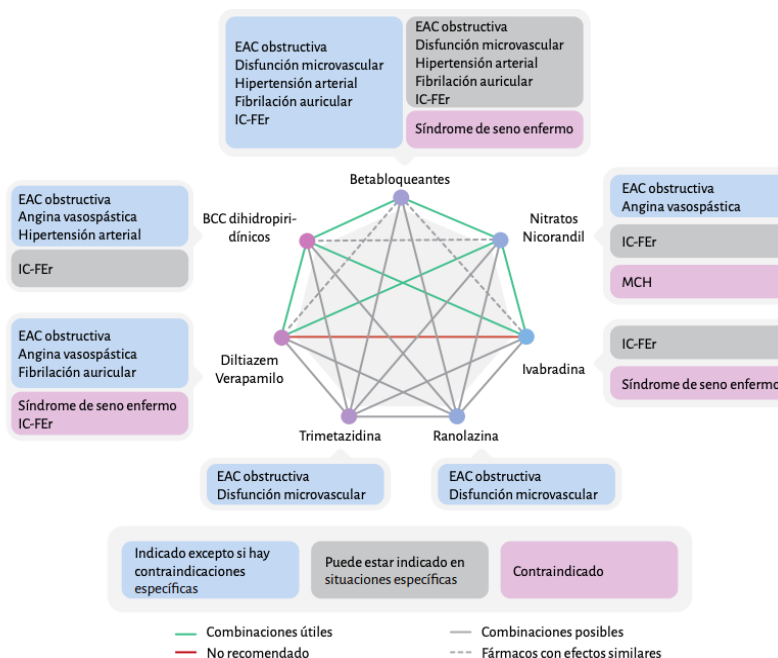 EAC obstructiva
Disfunción microvascular
Hipertensión arterial
Fibrilación auricular
IC-FEr
EAC obstructiva
Disfunción microvascular
Hipertensión arterial
Fibrilación auricular
IC-FEr
Síndrome de seno enfermo
Betabloqueantes
EAC obstructiva
Angina vasospástica
Hipertensión arterial
IC-FEr
BCC dihidropiri-
dínicos
Nitratos
Nicorandil
EAC obstructiva
Angina vasospástica
IC-FEr
MCH
EAC obstructiva
Angina vasospástica
Fibrilación auricular
Síndrome de seno enfermo
IC-FEr
Diltiazem
Verapamilo
Ivabradina
IC-FEr
Síndrome de seno enfermo
Trimetazidina
Ranolazina
EAC obstructiva
Disfunción microvascular
EAC obstructiva
Disfunción microvascular
Indicado excepto si hay
contraindicaciones
específicas
Puede estar indicado en
situaciones específicas
Contraindicado
Combinaciones útiles
No recomendado
Combinaciones posibles
Fármacos con efectos similares